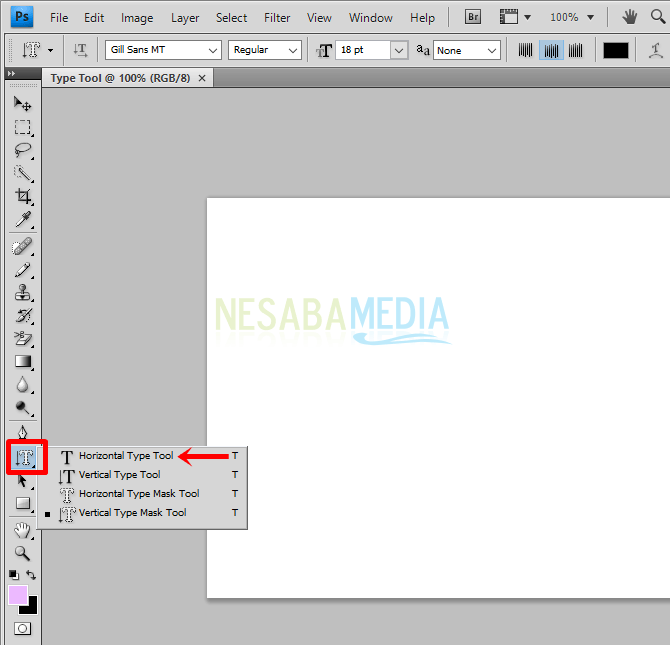 Ps File Edit Image Layer Select Filter View Window Help Br 100%
T T Gill Sans MT Regular T 18 pt aa None
Type Tool @ 100% (RGB/8) ×
NESABAMEDIA
T Horizontal Type Tool T
T Vertical Type Tool T
T Horizontal Type Mask Tool T
T Vertical Type Mask Tool T